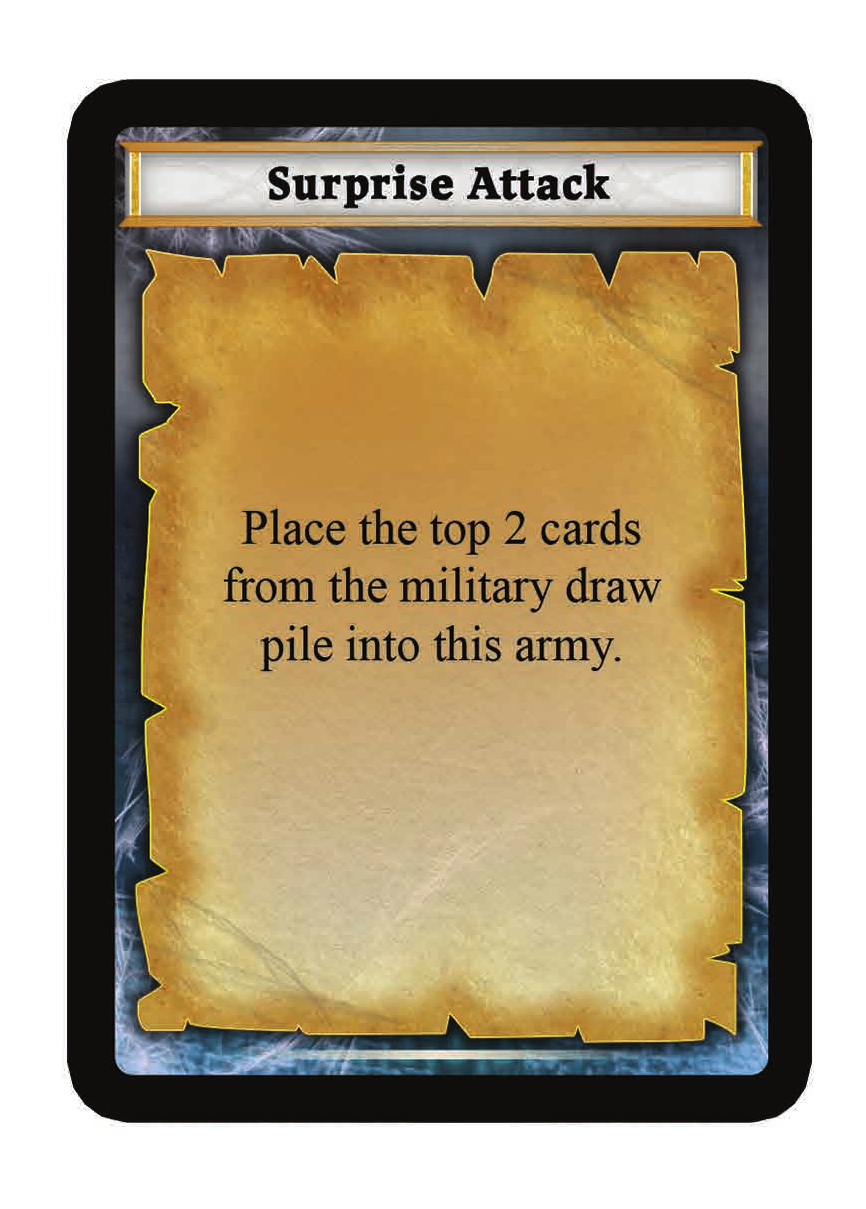 Surprise Attack
Place the top 2 cards
from the military draw
pile into this army.